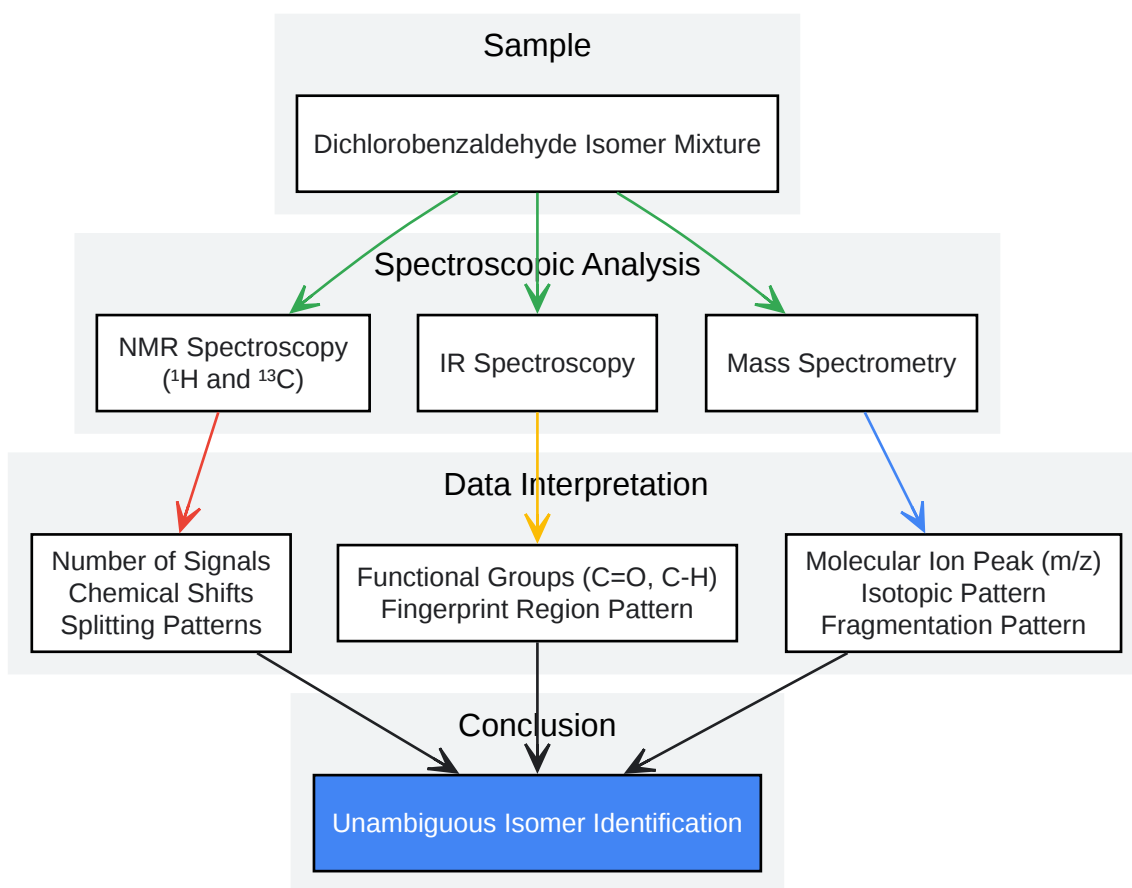 Sample
Dichlorobenzaldehyde Isomer Mixture
Spectroscopic Analysis
NMR Spectroscopy
(¹H and ¹³C)
IR Spectroscopy
Mass Spectrometry
Data Interpretation
Number of Signals
Chemical Shifts
Splitting Patterns
Functional Groups (C=O, C-H)
Fingerprint Region Pattern
Molecular Ion Peak (m/z)
Isotopic Pattern
Fragmentation Pattern
Conclusion
Unambiguous Isomer Identification